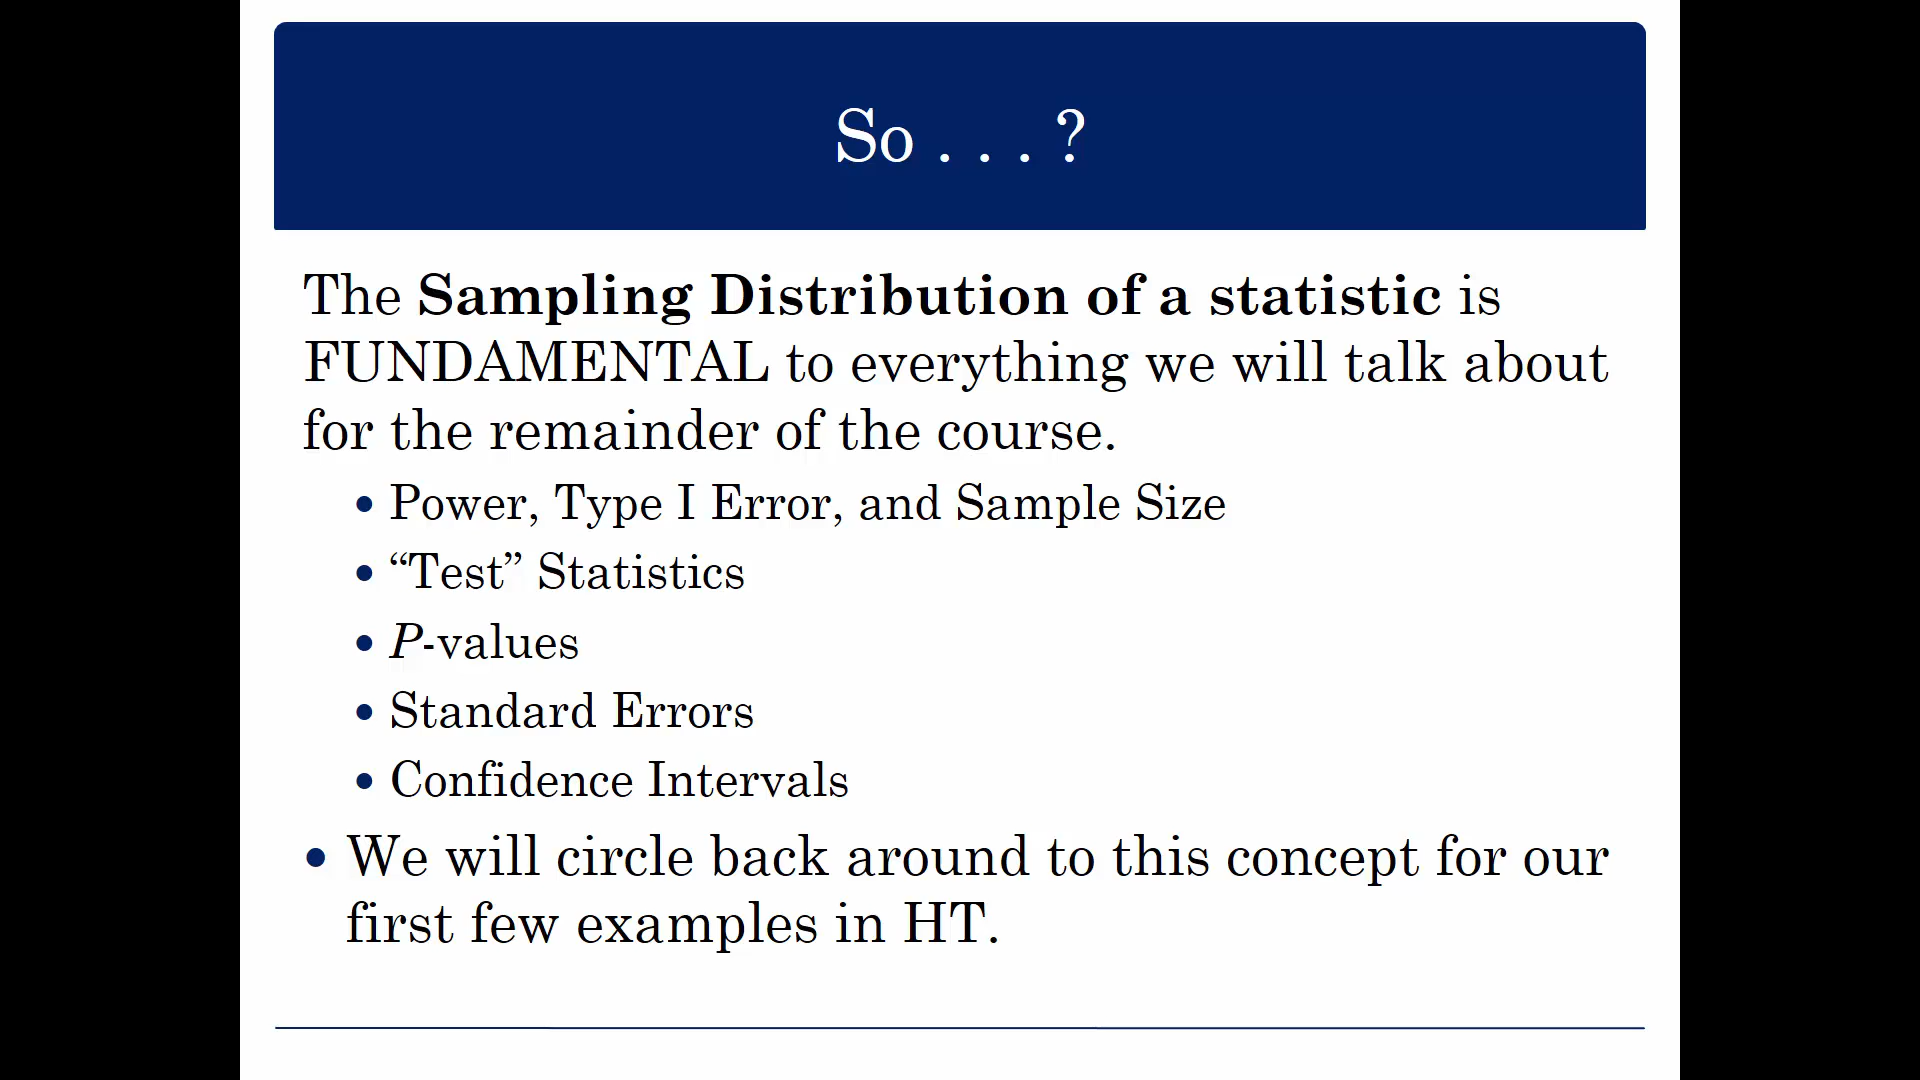 So . . . ?
The Sampling Distribution of a statistic is
FUNDAMENTAL to everything we will talk about
for the remainder of the course.
• Power, Type I Error, and Sample Size
• “Test” Statistics
• P-values
• Standard Errors
• Confidence Intervals
• We will circle back around to this concept for our
first few examples in HT.